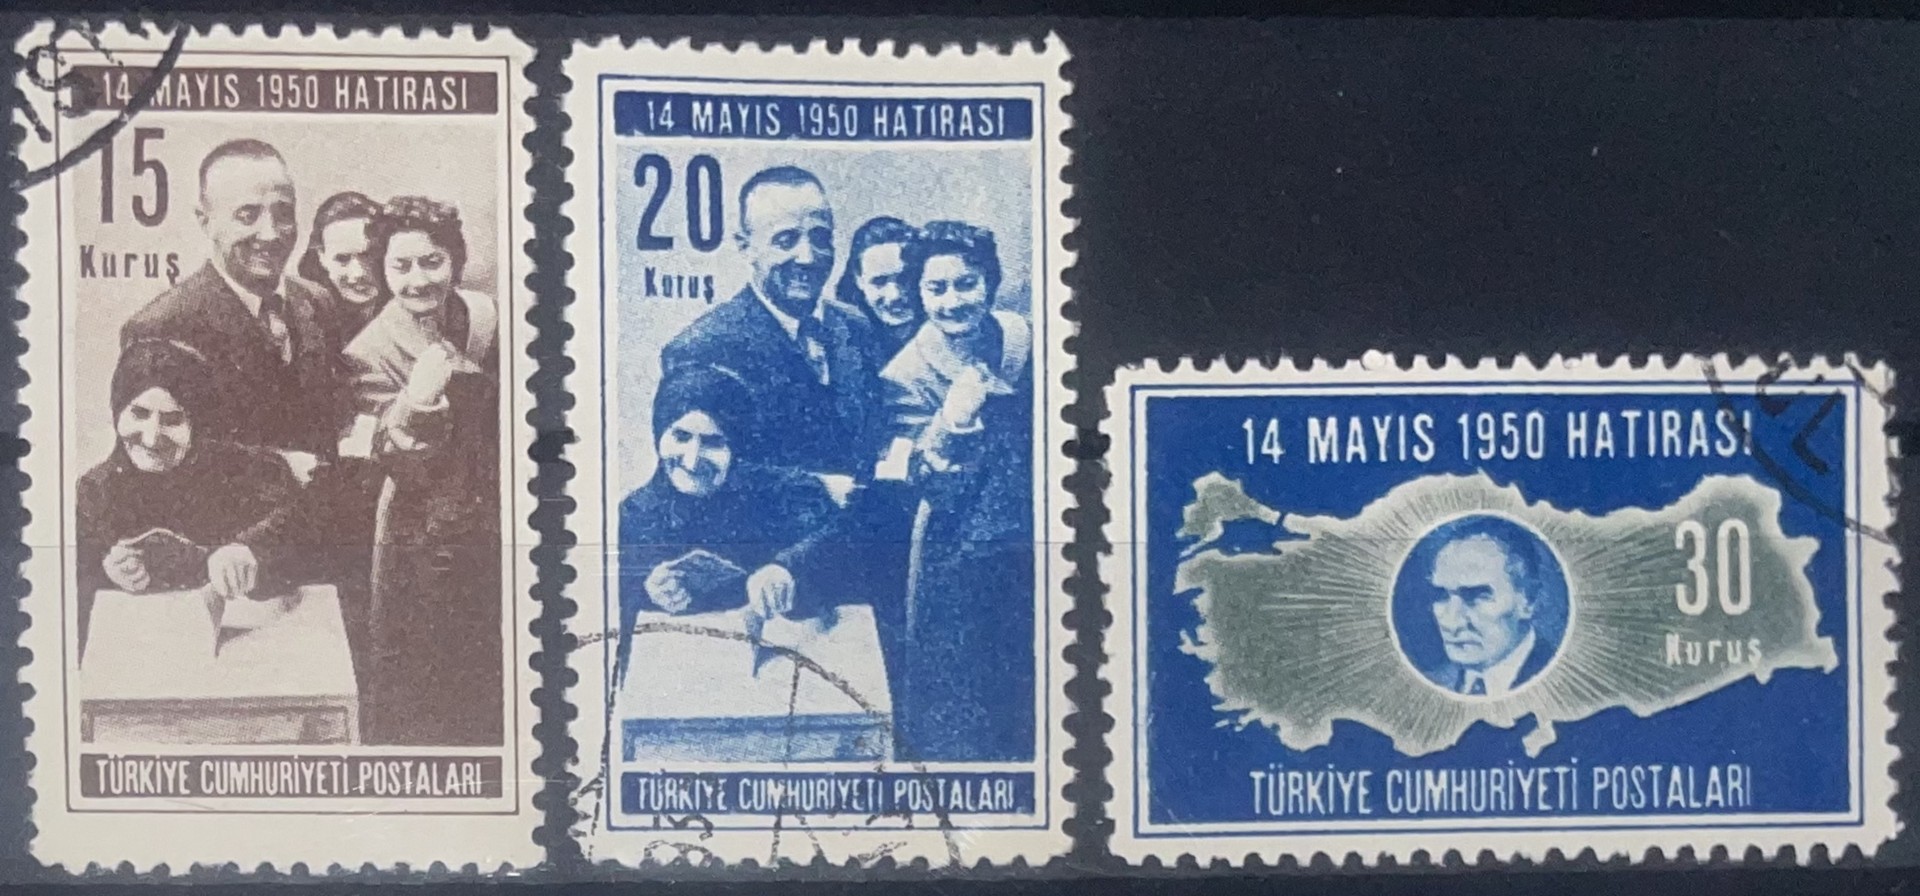 14 MAYIS 1950 HATIRASI
15
Kuruş
TÜRKİYE CUMHURİYETİ POSTALARI
14 MAYIS 1950 HATIRASI
20
Kuruş
TÜRKİYE CUMHURİYETİ POSTALARI
14 MAYIS 1950 HATIRASI
30
Kuruş
TÜRKİYE CUMHURİYETİ POSTALARI